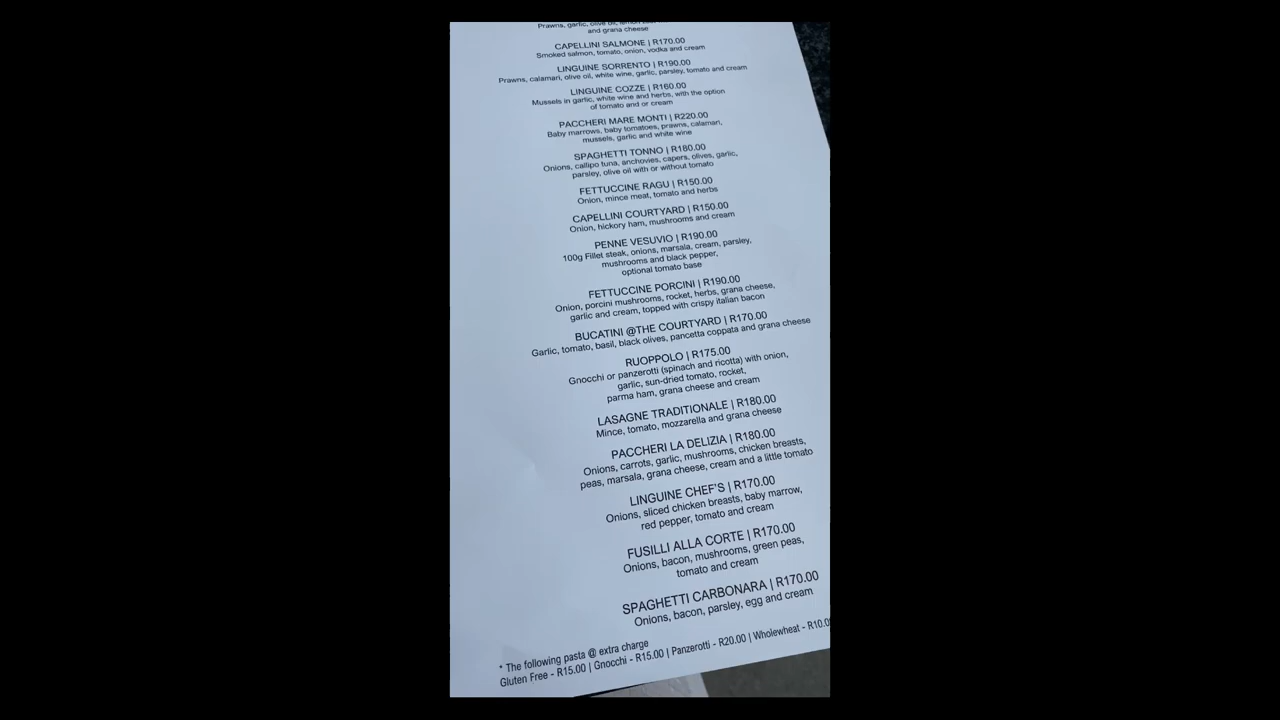 Prawns, garlic, olive oil,
and grana cheese
CAPELLINI SALMONE | R170.00
Smoked salmon, tomato, onion, vodka and cream
LINGUINE SORRENTO | R190.00
Prawns, calamari, olive oil, white wine, garlic, parsley, tomato and cream
LINGUINE COZZE | R160.00
Mussels in garlic, white wine and herbs, with the option
of tomato and or cream
PACCHERI MARE MONTI | R220.00
Baby marrows, baby tomatoes, prawns, calamari,
mussels, garlic and white wine
SPAGHETTI TONNO | R180.00
Onions, callipo tuna, anchovies, capers, olives, garlic,
parsley, olive oil with or without tomato
FETTUCCINE RAGU | R150.00
Onion, mince meat, tomato and herbs
CAPELLINI COURTYARD | R150.00
Onion, hickory ham, mushrooms and cream
PENNE VESUVIO | R190.00
100g Fillet steak, onions, marsala, cream, parsley,
mushrooms and black pepper,
optional tomato base
FETTUCCINE PORCINI | R190.00
Onion, porcini mushrooms, rocket, herbs, grana cheese,
garlic and cream, topped with crispy italian bacon
BUCATINI @THE COURTYARD | R170.00
Garlic, tomato, basil, black olives, pancetta coppata and grana cheese
RUOPPOLO | R175.00
Gnocchi or panzerotti (spinach and ricotta) with onion,
garlic, sun-dried tomato, rocket,
parma ham, grana cheese and cream
LASAGNE TRADITIONALE | R180.00
Mince, tomato, mozzarella and grana cheese
PACCHERI LA DELIZIA | R180.00
Onions, carrots, garlic, mushrooms, chicken breasts,
peas, marsala, grana cheese, cream and a little tomato
LINGUINE CHEF'S | R170.00
Onions, sliced chicken breasts, baby marrow,
red pepper, tomato and cream
FUSILLI ALLA CORTE | R170.00
Onions, bacon, mushrooms, green peas,
tomato and cream
SPAGHETTI CARBONARA | R170.00
Onions, bacon, parsley, egg and cream
* The following pasta @ extra charge
Gluten Free - R15.00 | Gnocchi - R15.00 | Panzerotti - R20.00 | Wholewheat - R10.0